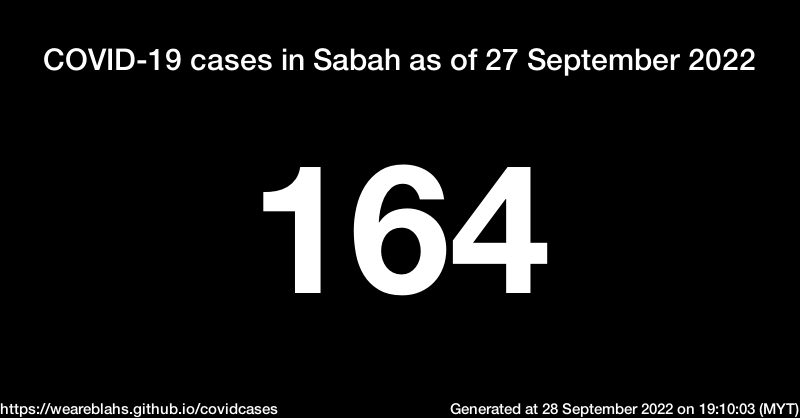 COVID-19 cases in Sabah as of 27 September 2022
164
https://weareblahs.github.io/covidcases
Generated at 28 September 2022 on 19:10:03 (MYT)